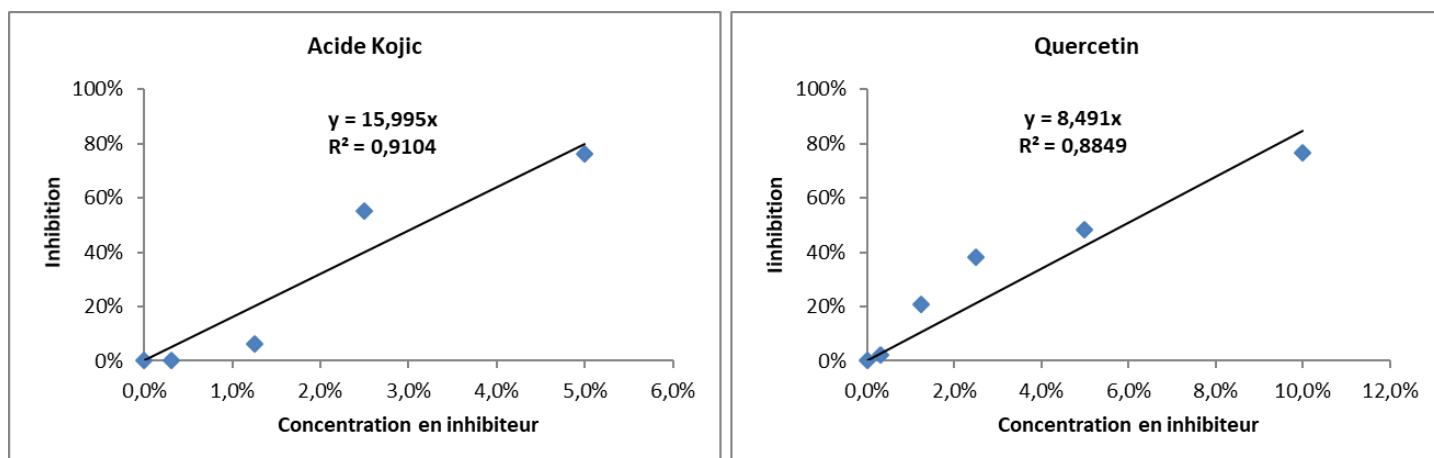 Acide Kojic
100%
80%
60%
40%
20%
0%
Inhibition
y = 15,995x
R² = 0,9104
0,0% 1,0% 2,0% 3,0% 4,0% 5,0% 6,0%
Concentration en inhibiteur
Quercetin
100%
80%
60%
40%
20%
0%
Iinhibition
y = 8,491x
R² = 0,8849
0,0% 2,0% 4,0% 6,0% 8,0% 10,0% 12,0%
Concentration en inhibiteur